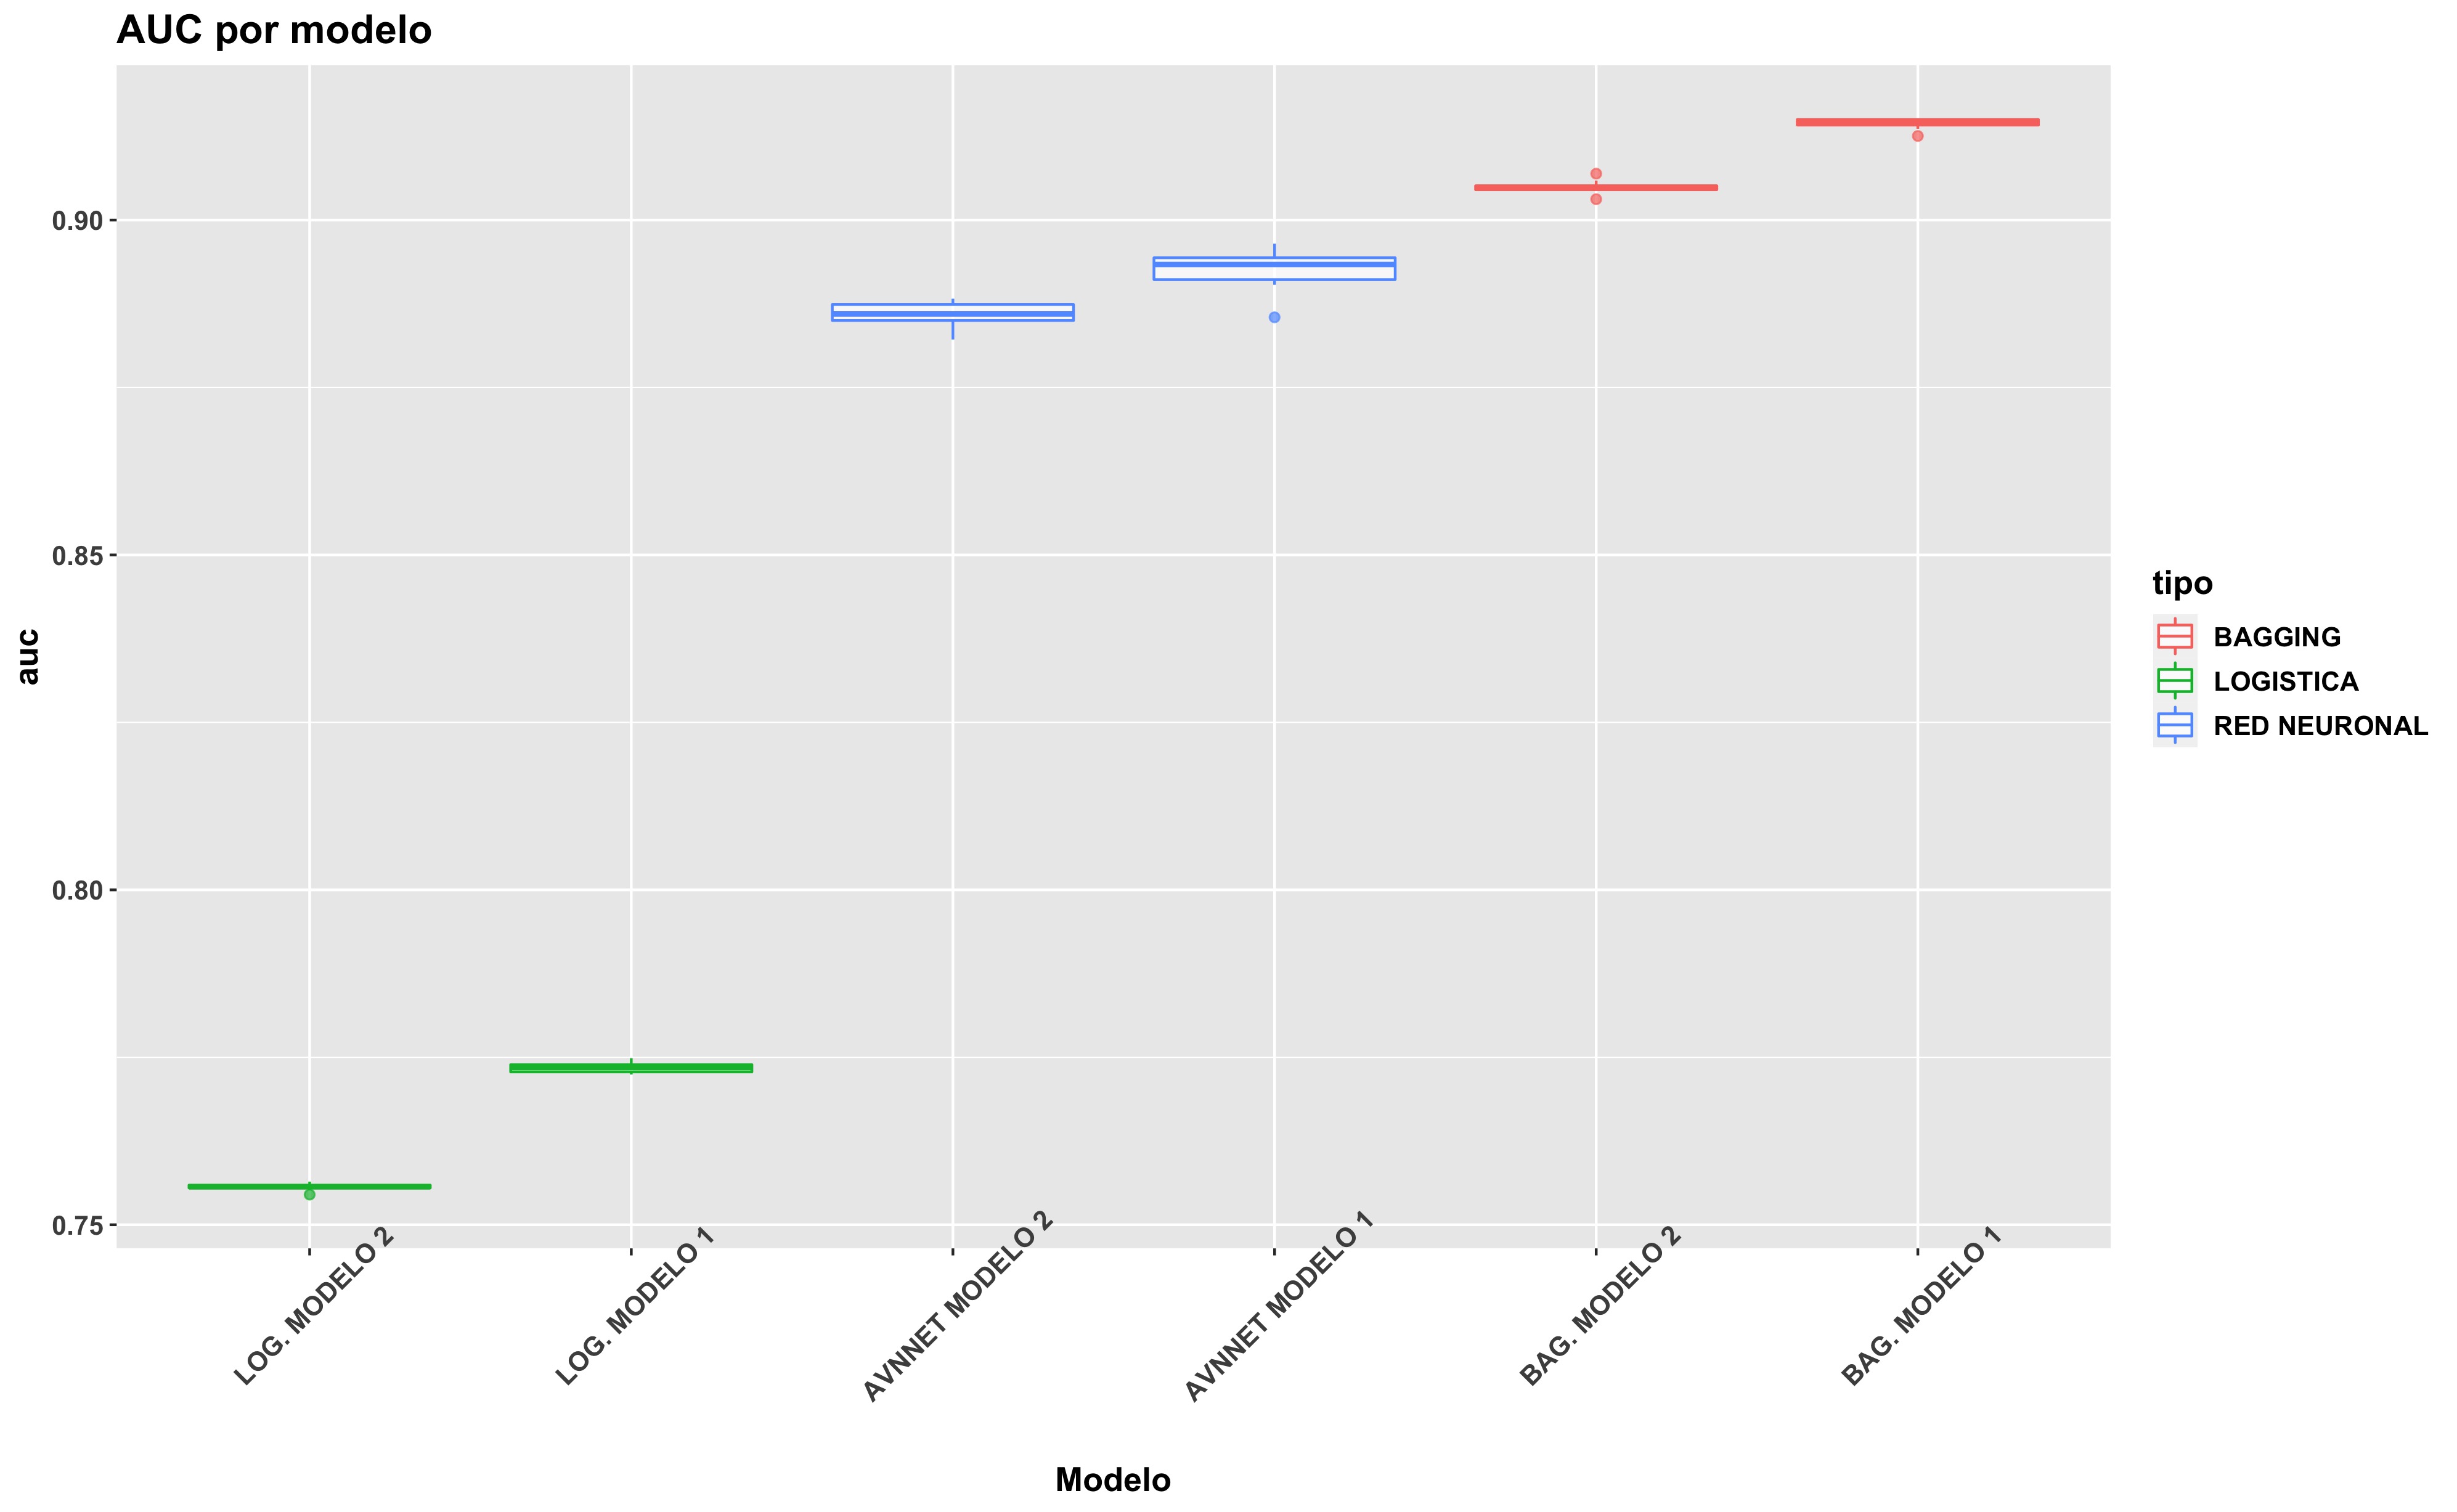 AUC por modelo
auc
0.90
0.85
0.80
0.75
LOG. MODELO 2
LOG. MODELO 1
AVNNET MODELO 2
AVNNET MODELO 1
BAG. MODELO 2
BAG. MODELO 1
Modelo
tipo
BAGGING
LOGISTICA
RED NEURONAL